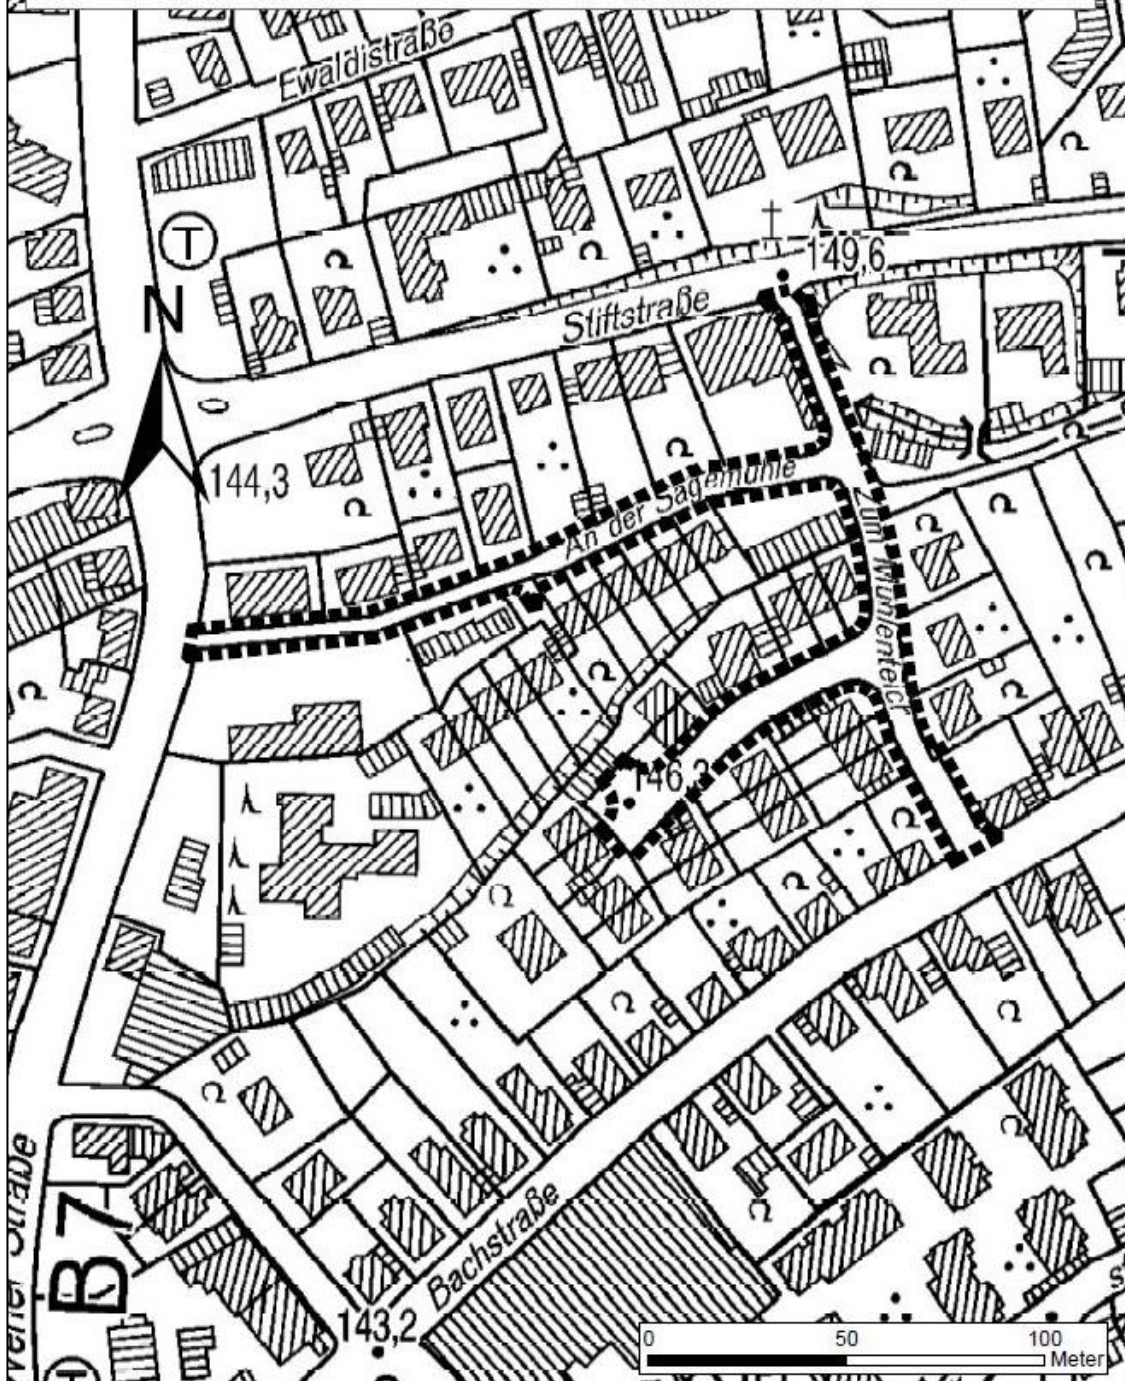 Ewaldistraße
T
149,6
N
Stiftstraße
144,3
An der Sägemühle
Zum Mühlenteich
146,3
B 7
Bachstraße
143,2
0 50 100
Meter